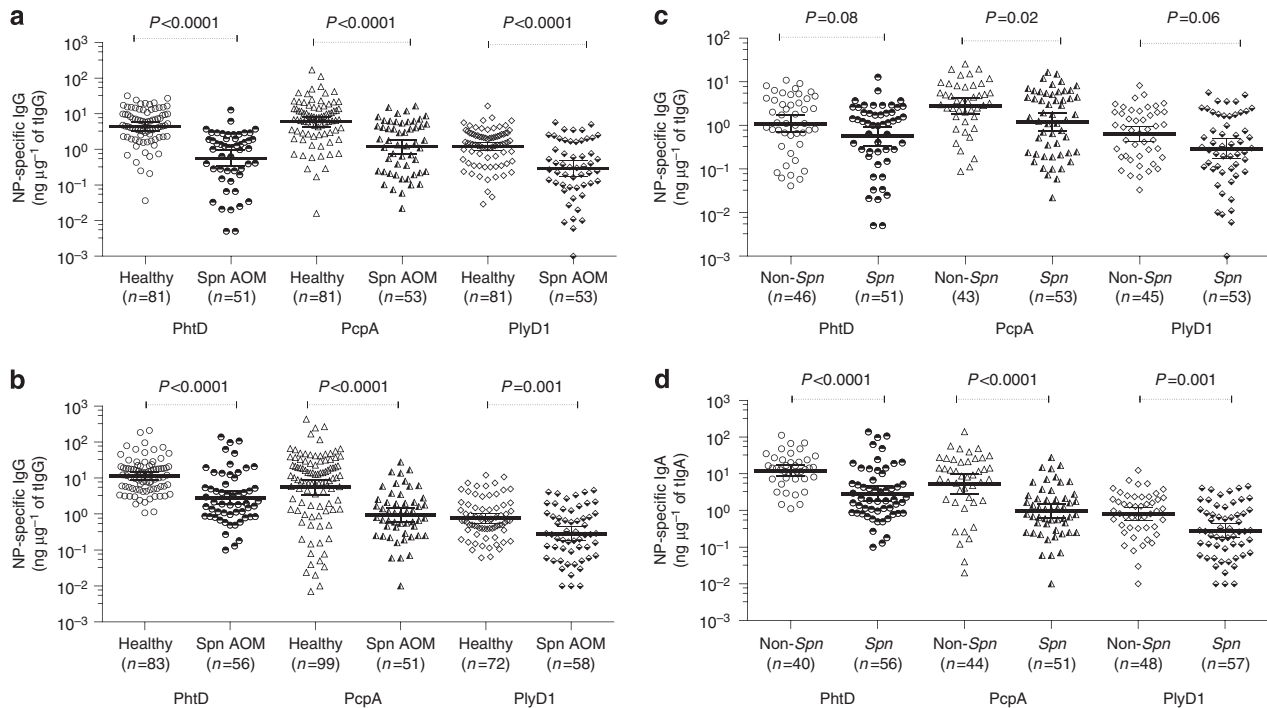 a
P<0.0001
P<0.0001
P<0.0001
NP-specific IgG
(ng μg⁻¹ of tIgG)
10³
10²
10¹
10⁰
10⁻¹
10⁻²
10⁻³
Healthy
(n=81)
Spn AOM
(n=51)
Healthy
(n=81)
Spn AOM
(n=53)
Healthy
(n=81)
Spn AOM
(n=53)
PhtD
PcpA
PlyD1
b
P<0.0001
P<0.0001
P=0.001
NP-specific IgG
(ng μg⁻¹ of tIgG)
10³
10²
10¹
10⁰
10⁻¹
10⁻²
10⁻³
Healthy
(n=83)
Spn AOM
(n=56)
Healthy
(n=99)
Spn AOM
(n=51)
Healthy
(n=72)
Spn AOM
(n=58)
PhtD
PcpA
PlyD1
c
P=0.08
P=0.02
P=0.06
NP-specific IgG
(ng μg⁻¹ of tIgG)
10²
10¹
10⁰
10⁻¹
10⁻²
10⁻³
Non-Spn
(n=46)
Spn
(n=51)
Non-Spn
(43)
Spn
(n=53)
Non-Spn
(n=45)
Spn
(n=53)
PhtD
PcpA
PlyD1
d
P<0.0001
P<0.0001
P=0.001
NP-specific IgA
(ng μg⁻¹ of tIgA)
10³
10²
10¹
10⁰
10⁻¹
10⁻²
10⁻³
Non-Spn
(n=40)
Spn
(n=56)
Non-Spn
(n=44)
Spn
(n=51)
Non-Spn
(n=48)
Spn
(n=57)
PhtD
PcpA
PlyD1